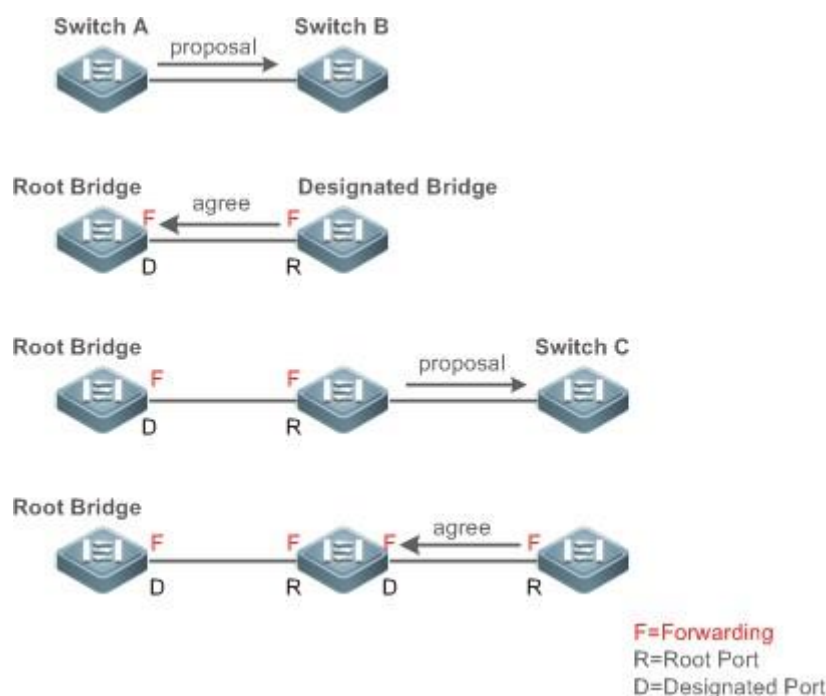 Switch A
Switch B
proposal
Root Bridge
Designated Bridge
F
agree
F
D
R
Root Bridge
Switch C
F
F
proposal
D
R
Root Bridge
F
F
F
agree
F
D
R
D
R
F=Forwarding
R=Root Port
D=Designated Port